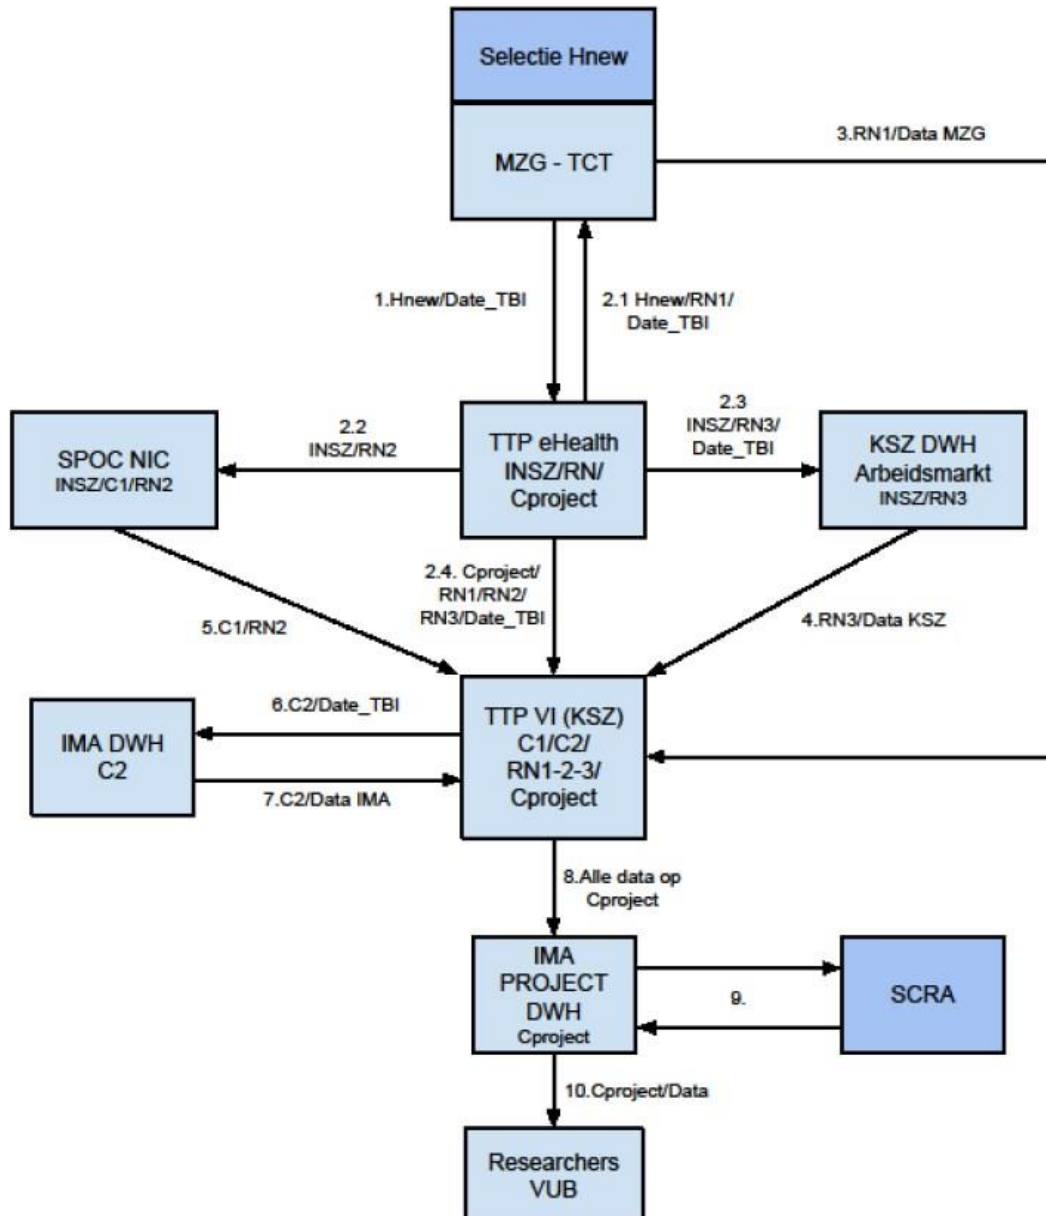 Selectie Hnew
MZG - TCT
3.RN1/Data MZG
1.Hnew/Date_TBI
2.1 Hnew/RN1/
Date_TBI
SPOC NIC
INSZ/C1/RN2
2.2
INSZ/RN2
TTP eHealth
INSZ/RN/
Cproject
2.3
INSZ/RN3/
Date_TBI
KSZ DWH
Arbeidsmarkt
INSZ/RN3
2.4. Cproject/
RN1/RN2/
RN3/Date_TBI
5.C1/RN2
4.RN3/Data KSZ
IMA DWH
C2
6.C2/Date_TBI
7.C2/Data IMA
TTP VI (KSZ)
C1/C2/
RN1-2-3/
Cproject
8.Alle data op
Cproject
IMA
PROJECT
DWH
Cproject
9.
SCRA
10.Cproject/Data
Researchers
VUB